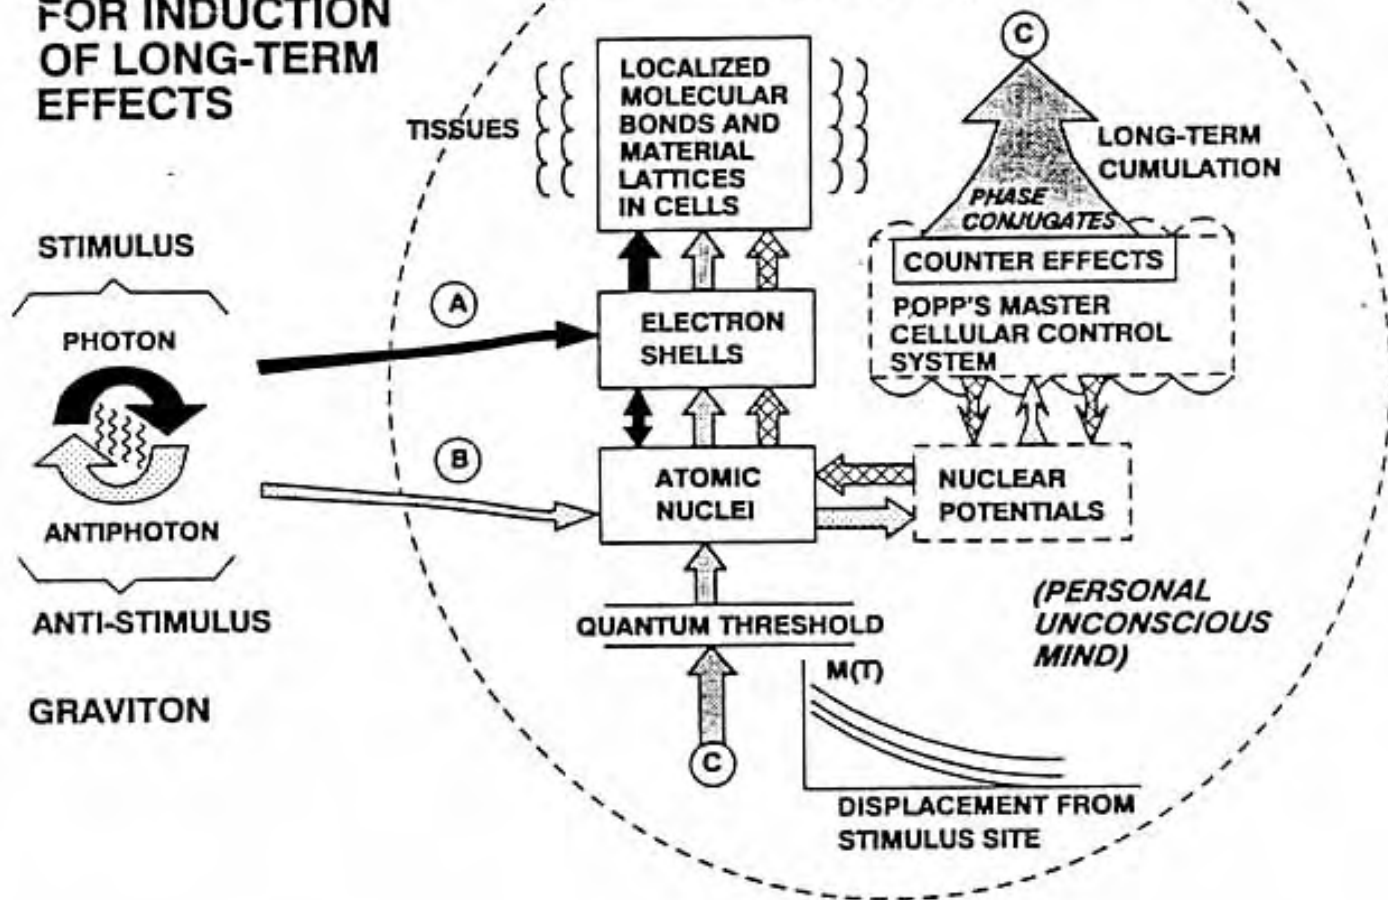 FOR INDUCTION
OF LONG-TERM
EFFECTS
STIMULUS
PHOTON
ANTIPHOTON
ANTI-STIMULUS
GRAVITON
A
B
TISSUES
LOCALIZED
MOLECULAR
BONDS AND
MATERIAL
LATTICES
IN CELLS
ELECTRON
SHELLS
ATOMIC
NUCLEI
QUANTUM THRESHOLD
C
C
LONG-TERM
CUMULATION
PHASE
CONJUGATES
COUNTER EFFECTS
POPP'S MASTER
CELLULAR CONTROL
SYSTEM
NUCLEAR
POTENTIALS
(PERSONAL
UNCONSCIOUS
MIND)
M(T)
DISPLACEMENT FROM
STIMULUS SITE